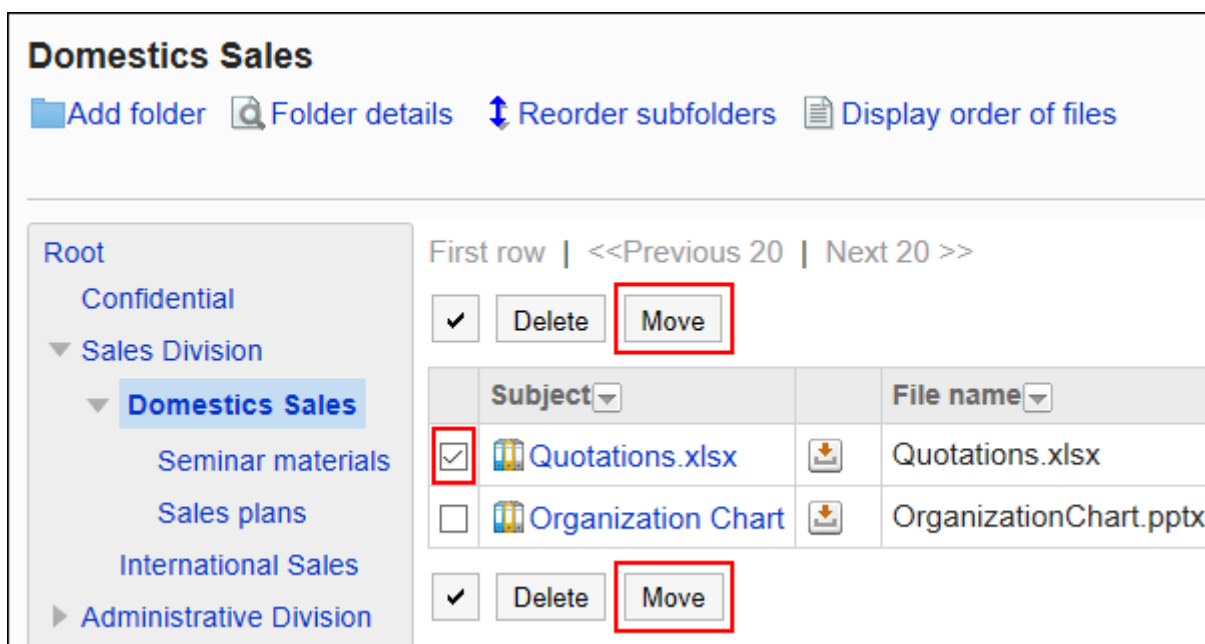 Domestics Sales
Add folder Folder details Reorder subfolders Display order of files
Root
Confidential
Sales Division
Domestics Sales
Seminar materials
Sales plans
International Sales
Administrative Division
First row | <<Previous 20 | Next 20 >>
Delete Move
Subject File name
Quotations.xlsx Quotations.xlsx
Organization Chart OrganizationChart.pptx
Delete Move